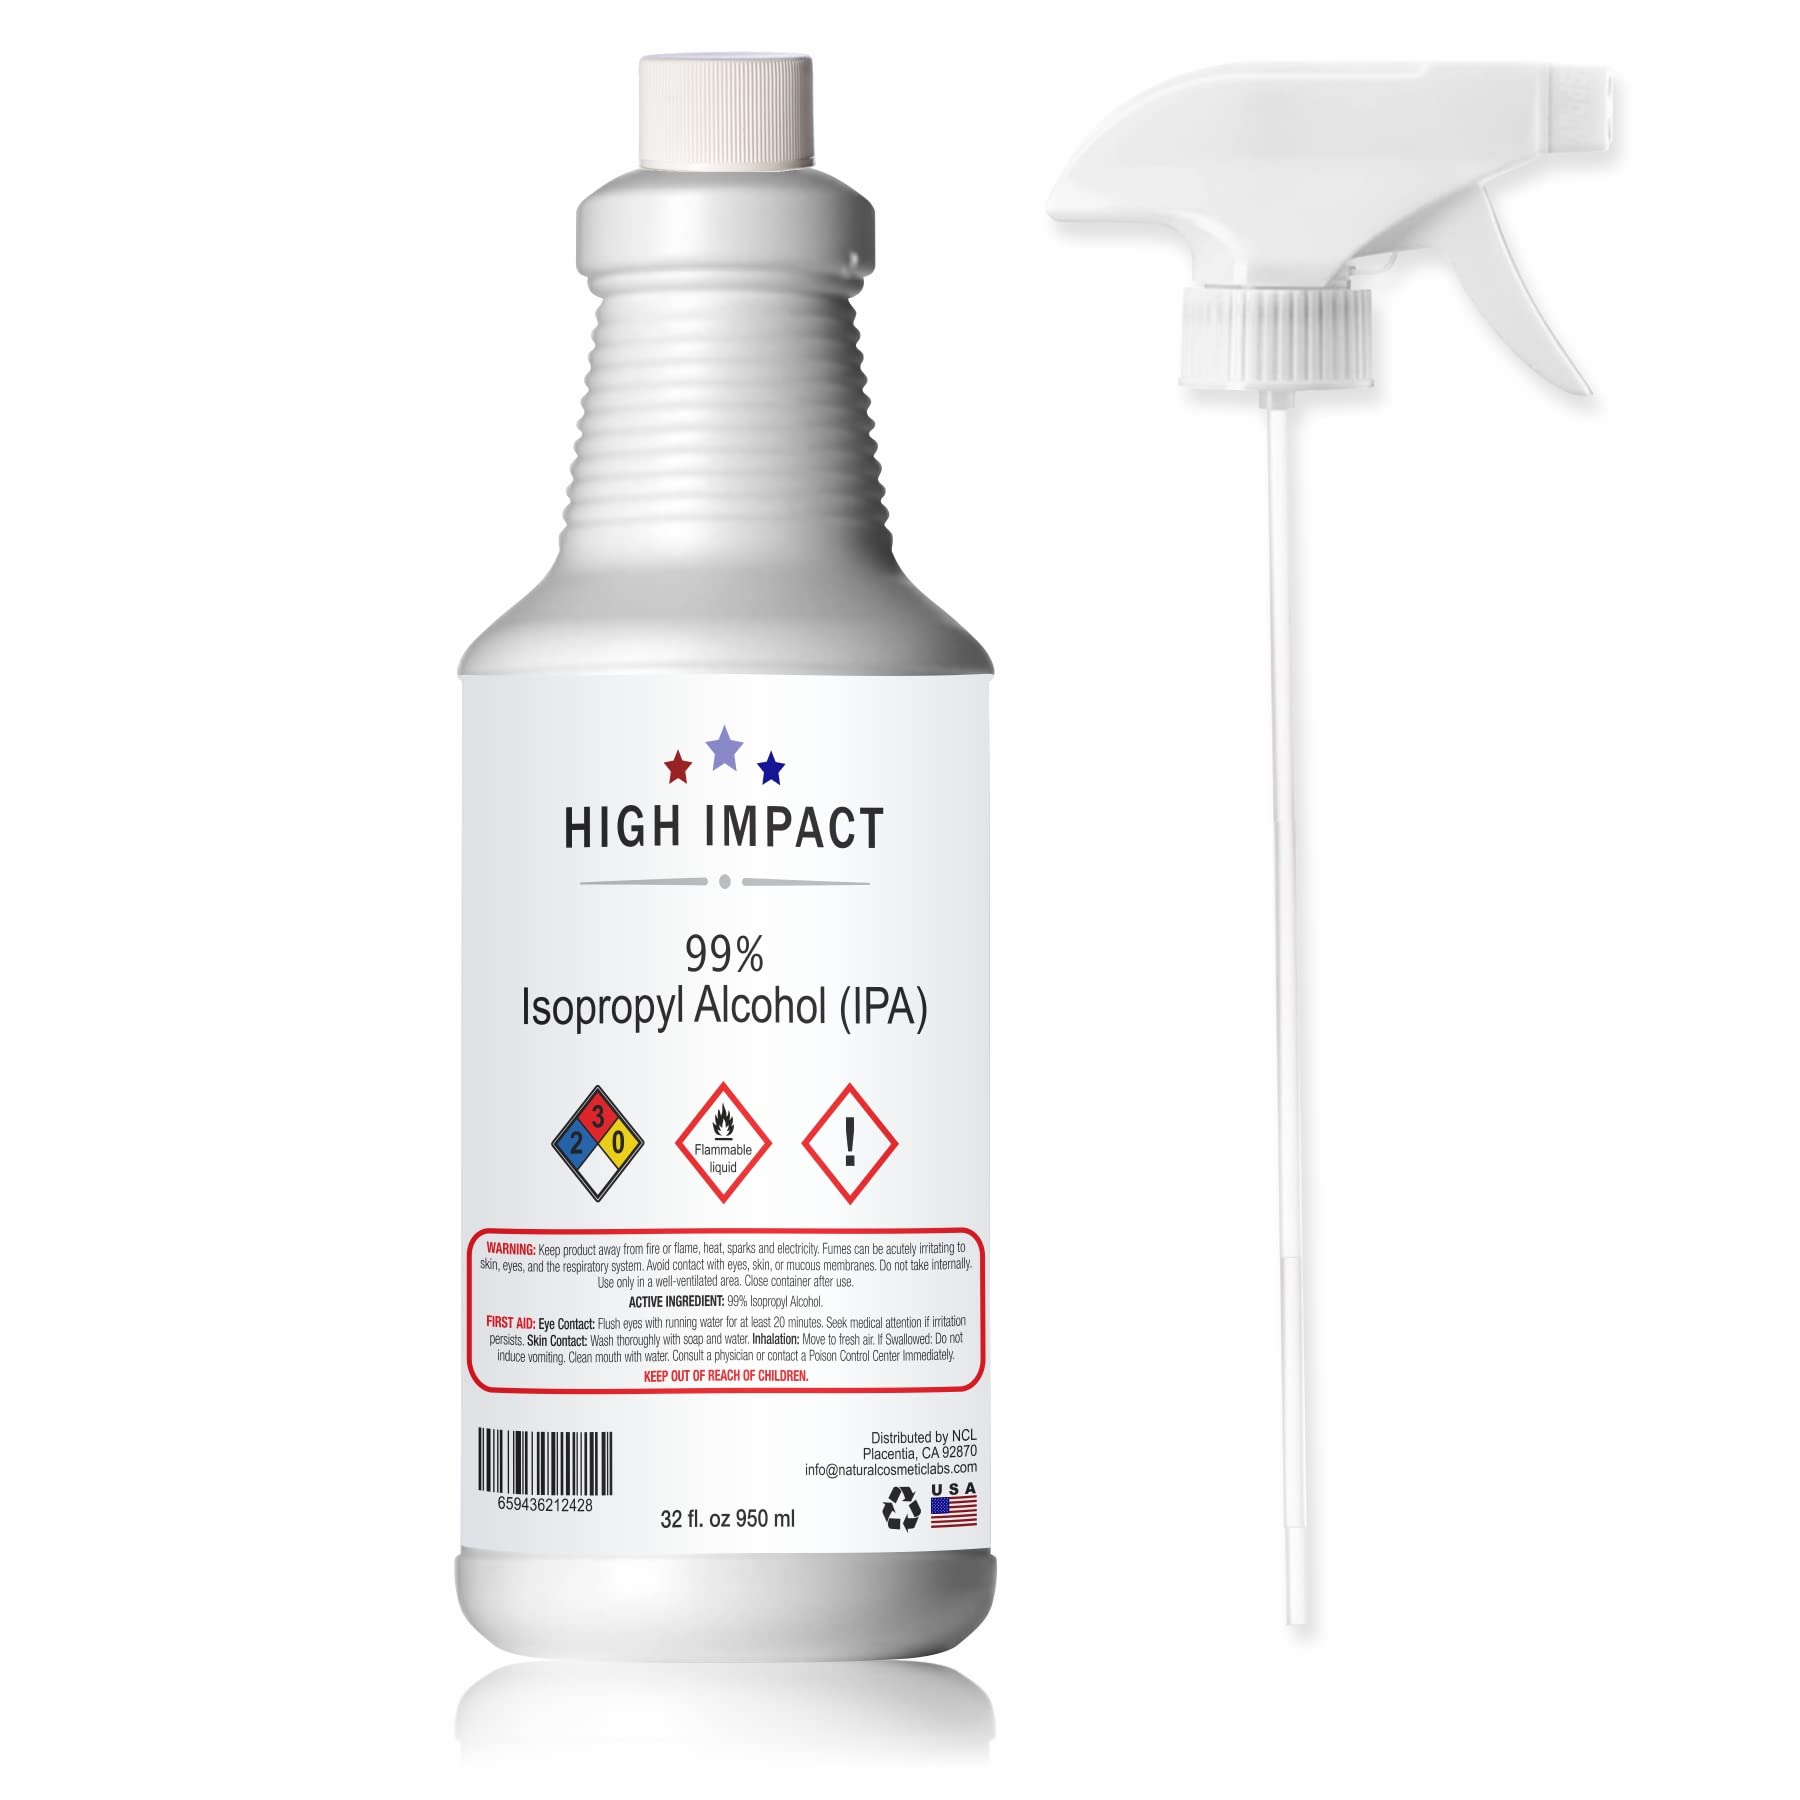 HIGH IMPACT
99%
Isopropyl Alcohol (IPA)
3
2 0
Flammable
liquid
!
WARNING: Keep product away from fire or flame, heat, sparks and electricity. Fumes can be acutely irritating to
skin, eyes, and the respiratory system. Avoid contact with eyes, skin, or mucous membranes. Do not take internally.
Use only in a well-ventilated area. Close container after use.
ACTIVE INGREDIENT: 99% Isopropyl Alcohol.
FIRST AID: Eye Contact: Flush eyes with running water for at least 20 minutes. Seek medical attention if irritation
persists. Skin Contact: Wash thoroughly with soap and water. Inhalation: Move to fresh air. If Swallowed: Do not
induce vomiting. Clean mouth with water. Consult a physician or contact a Poison Control Center Immediately.
KEEP OUT OF REACH OF CHILDREN.
659436212428
32 fl. oz 950 ml
Distributed by NCL
Placentia, CA 92870
info@naturalcosmeticlabs.com
USA